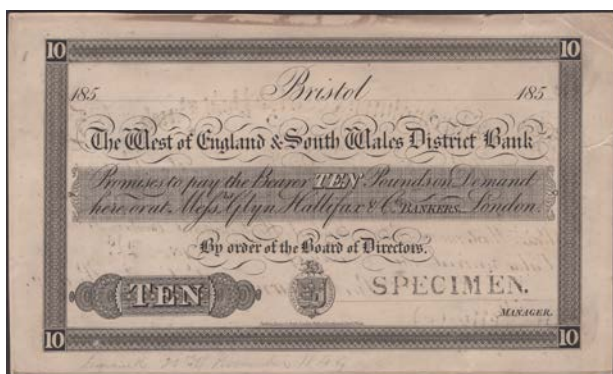 10 10
185 Bristol 185
The West of England & South Wales District Bank
Promises to pay the Bearer TEN Pounds on Demand
here or at Messrs. Glyn Hallifax & Co. BANKERS London.
By order of the Board of Directors.
TEN
SPECIMEN.
MANAGER.
10 10